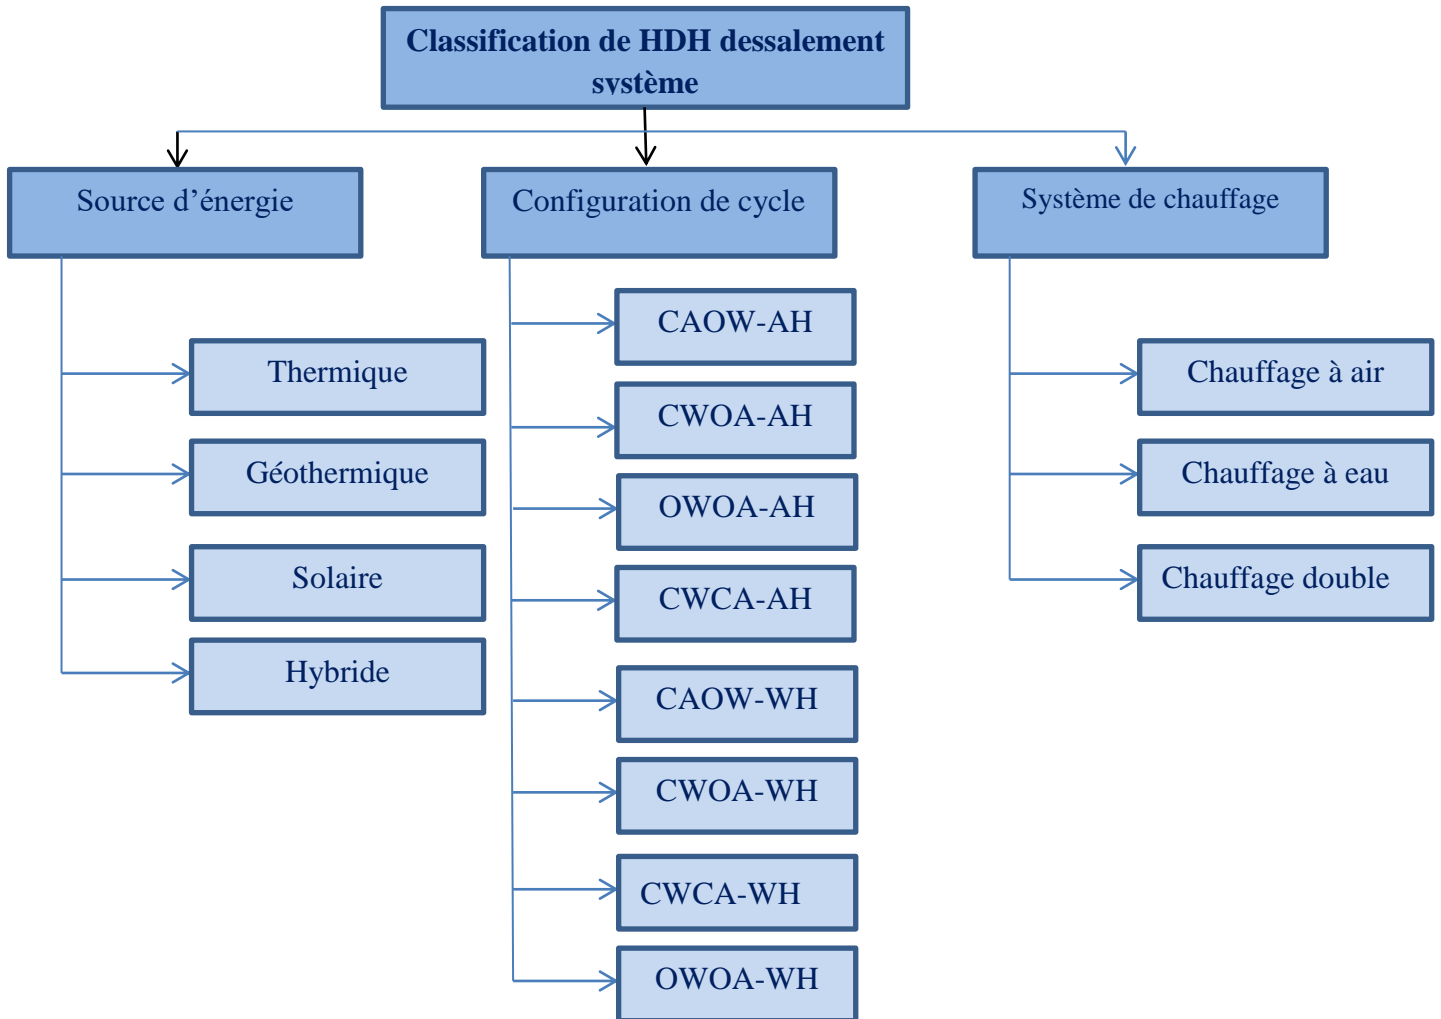 Classification de HDH dessalement
système
Source d’énergie
Configuration de cycle
Système de chauffage
Thermique
Géothermique
Solaire
Hybride
CAOW-AH
CWOA-AH
OWOA-AH
CWCA-AH
CAOW-WH
CWOA-WH
CWCA-WH
OWOA-WH
Chauffage à air
Chauffage à eau
Chauffage double